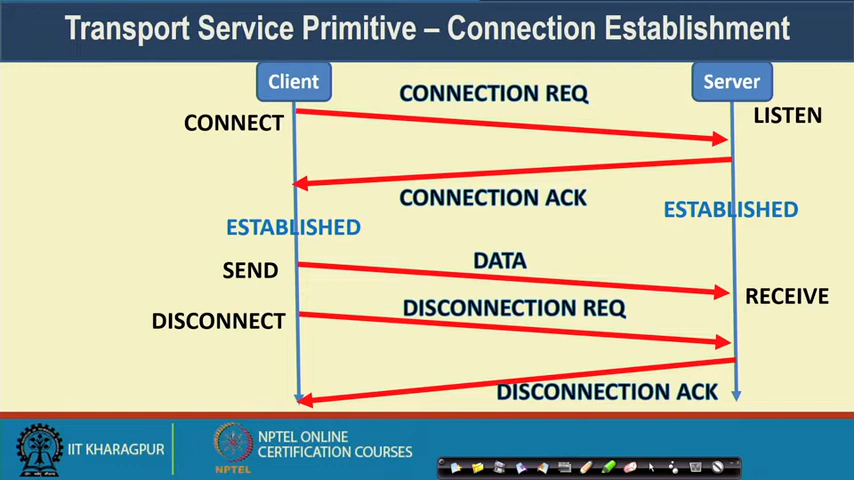 Transport Service Primitive – Connection Establishment
Client
Server
CONNECTION REQ
CONNECT
LISTEN
CONNECTION ACK
ESTABLISHED
ESTABLISHED
SEND
DATA
RECEIVE
DISCONNECTION REQ
DISCONNECT
DISCONNECTION ACK
IIT KHARAGPUR
NPTEL
NPTEL ONLINE
CERTIFICATION COURSES